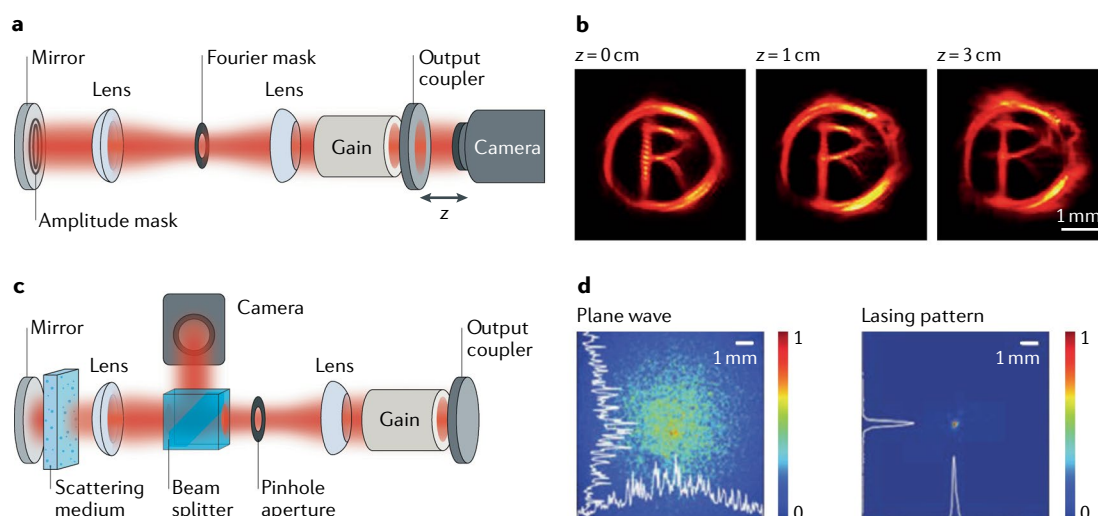 a
Mirror
Lens
Fourier mask
Lens
Output
coupler
Gain
Camera
z
Amplitude mask
b
z = 0 cm
z = 1 cm
z = 3 cm
R
R
R
1 mm
c
Mirror
Lens
Camera
Lens
Output
coupler
Gain
Scattering
medium
Beam
splitter
Pinhole
aperture
d
Plane wave
1 mm
1
0
Lasing pattern
1 mm
1
0